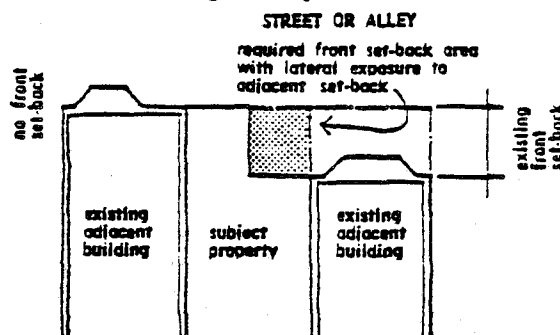 STREET OR ALLEY
required front set-back area
with lateral exposure to
adjacent set-back
no front
set-back
existing
front
set-back
existing
adjacent
building
subject
property
existing
adjacent
building